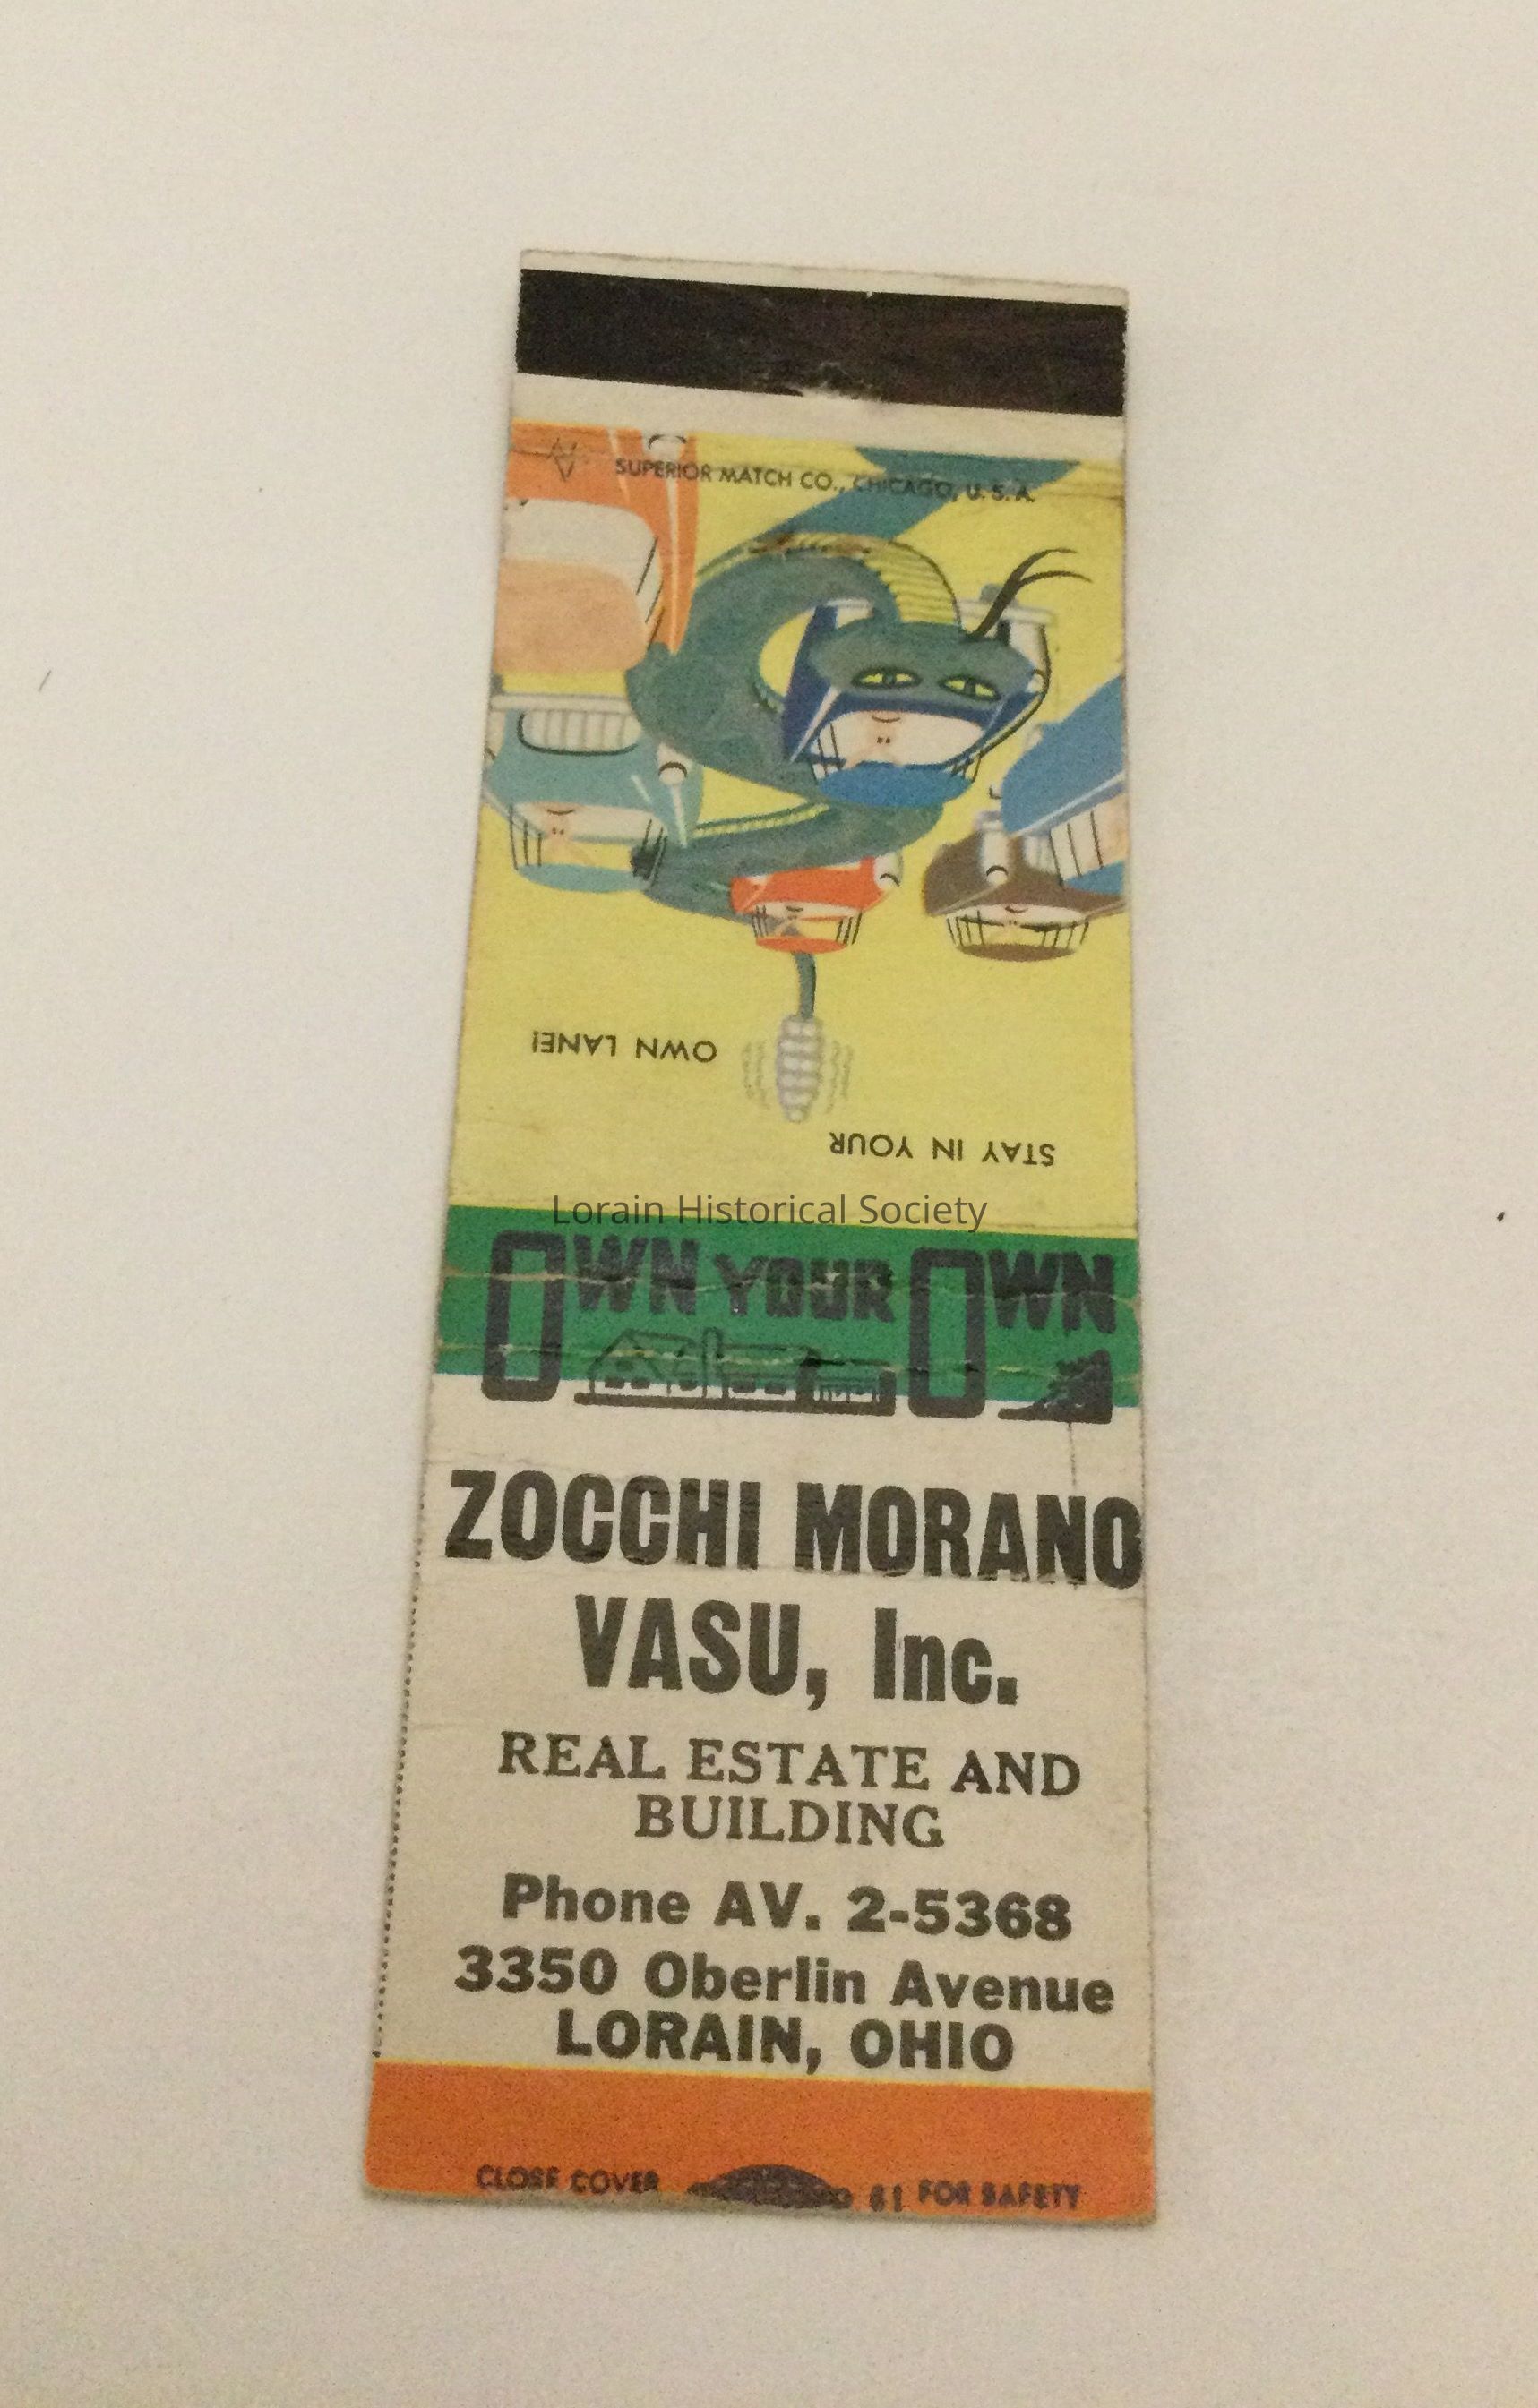 SUPERIOR MATCH CO., CHICAGO, U. S. A.
STAY IN YOUR
OWN LANE!
Lorain Historical Society
OWN YOUR OWN
ZOCCHI MORANO
VASU, Inc.
REAL ESTATE AND
BUILDING
Phone AV. 2-5368
3350 Oberlin Avenue
LORAIN, OHIO
CLOSE COVER 61 FOR SAFETY